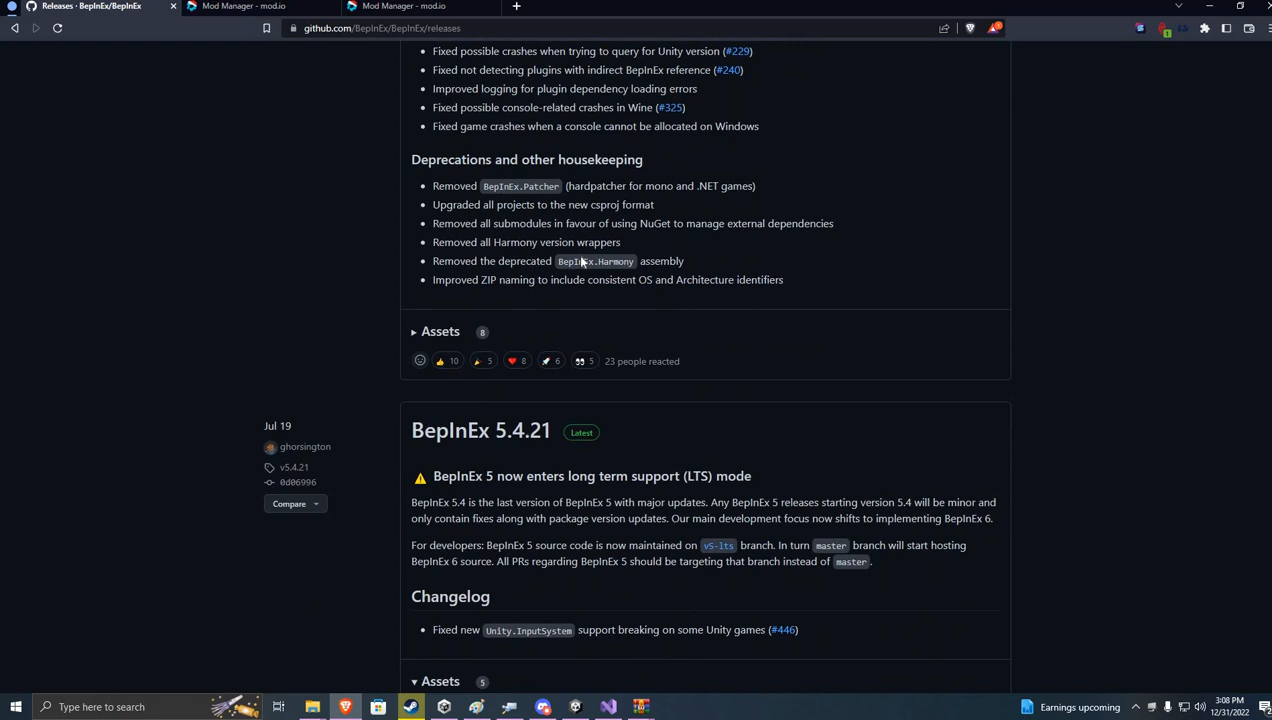 Releases · BepInEx/BepInEx
Mod Manager - mod.io
Mod Manager - mod.io
github.com/BepInEx/BepInEx/releases
Fixed possible crashes when trying to query for Unity version (#229)
Fixed not detecting plugins with indirect BepInEx reference (#240)
Improved logging for plugin dependency loading errors
Fixed possible console-related crashes in Wine (#325)
Fixed game crashes when a console cannot be allocated on Windows
Deprecations and other housekeeping
Removed BepInEx.Patcher (hardpatcher for mono and .NET games)
Upgraded all projects to the new csproj format
Removed all submodules in favour of using NuGet to manage external dependencies
Removed all Harmony version wrappers
Removed the deprecated BepInEx.Harmony assembly
Improved ZIP naming to include consistent OS and Architecture identifiers
Assets 8
10 5 8 6 5 23 people reacted
Jul 19
ghorsington
v5.4.21
0d06996
Compare
BepInEx 5.4.21 Latest
BepInEx 5 now enters long term support (LTS) mode
BepInEx 5.4 is the last version of BepInEx 5 with major updates. Any BepInEx 5 releases starting version 5.4 will be minor and
only contain fixes along with package version updates. Our main development focus now shifts to implementing BepInEx 6.
For developers: BepInEx 5 source code is now maintained on v5-lts branch. In turn master branch will start hosting
BepInEx 6 source. All PRs regarding BepInEx 5 should be targeting that branch instead of master.
Changelog
Fixed new Unity.InputSystem support breaking on some Unity games (#446)
Assets 5
Type here to search
Earnings upcoming
3:08 PM
12/31/2022